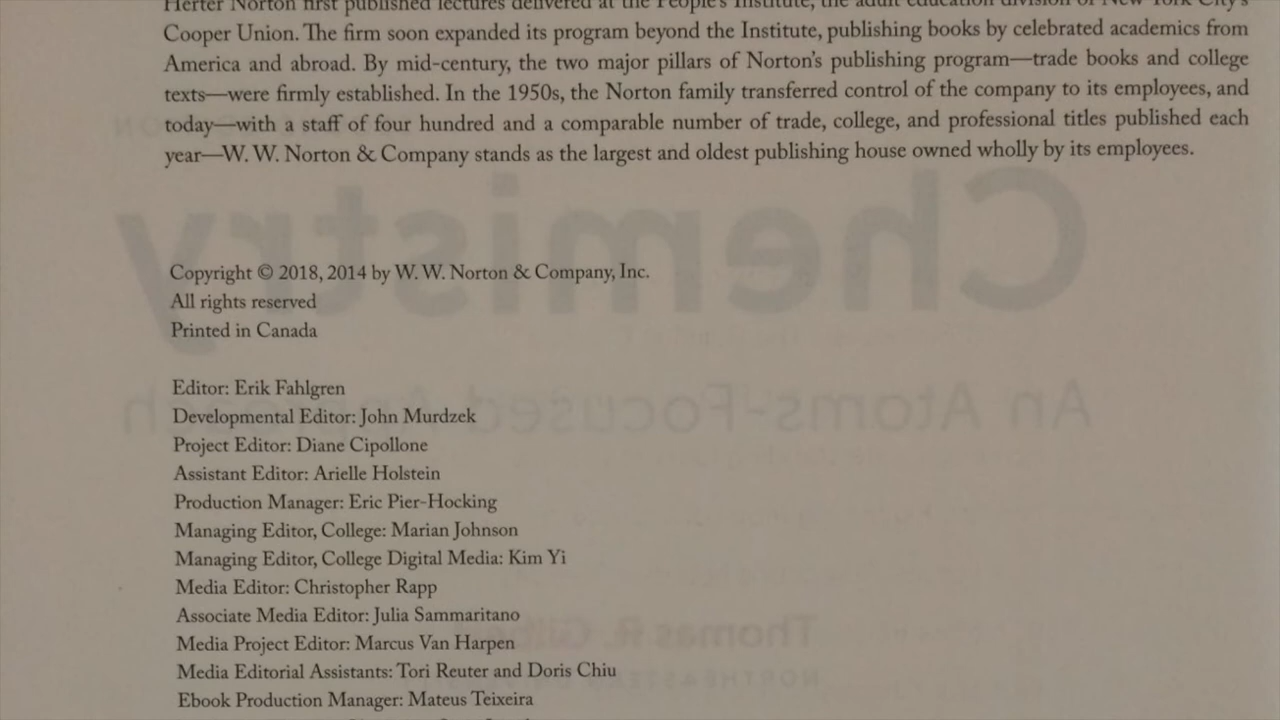 Herter Norton first published lectures delivered at the People's Institute, the adult education division of New York City's
Cooper Union. The firm soon expanded its program beyond the Institute, publishing books by celebrated academics from
America and abroad. By mid-century, the two major pillars of Norton's publishing program—trade books and college
texts—were firmly established. In the 1950s, the Norton family transferred control of the company to its employees, and
today—with a staff of four hundred and a comparable number of trade, college, and professional titles published each
year—W. W. Norton & Company stands as the largest and oldest publishing house owned wholly by its employees.
Chemistry
An Atoms-Focused
Copyright © 2018, 2014 by W. W. Norton & Company, Inc.
All rights reserved
Printed in Canada
Editor: Erik Fahlgren
Developmental Editor: John Murdzek
Project Editor: Diane Cipollone
Assistant Editor: Arielle Holstein
Production Manager: Eric Pier-Hocking
Managing Editor, College: Marian Johnson
Managing Editor, College Digital Media: Kim Yi
Media Editor: Christopher Rapp
Associate Media Editor: Julia Sammaritano
Media Project Editor: Marcus Van Harpen
Media Editorial Assistants: Tori Reuter and Doris Chiu
Ebook Production Manager: Mateus Teixeira
Thomas R.